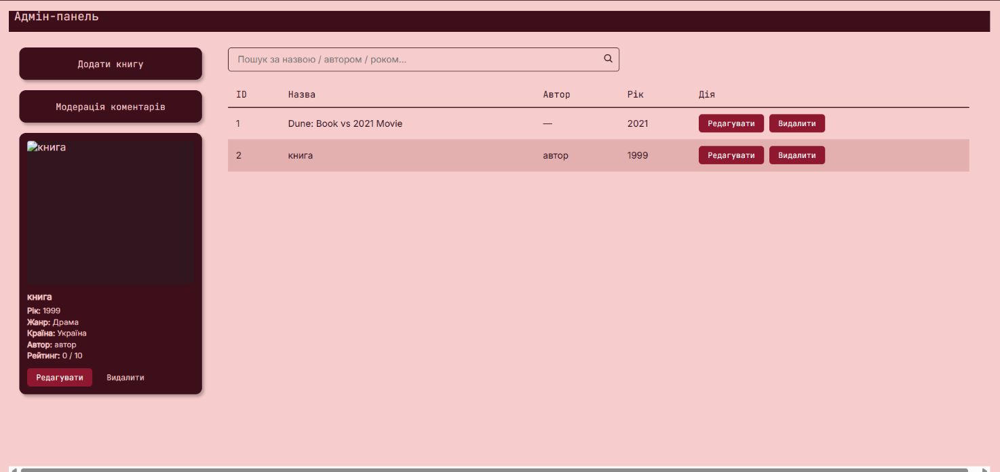 Адмін-панель
Додати книгу
Модерація коментарів
книга
книга
Рік: 1999
Жанр: Драма
Країна: Україна
Автор: автор
Рейтинг: 0 / 10
Редагувати Видалити
Пошук за назвою / автором / роком...
ID Назва Автор Рік Дія
1 Dune: Book vs 2021 Movie — 2021 Редагувати Видалити
2 книга автор 1999 Редагувати Видалити